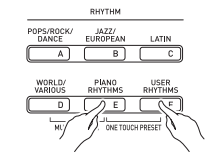 RHYTHM
POPS/ROCK/ JAZZ/
DANCE EUROPEAN LATIN
A B C
WORLD/ PIANO USER
VARIOUS RHYTHMS RHYTHMS
D E F
ONE TOUCH PRESET